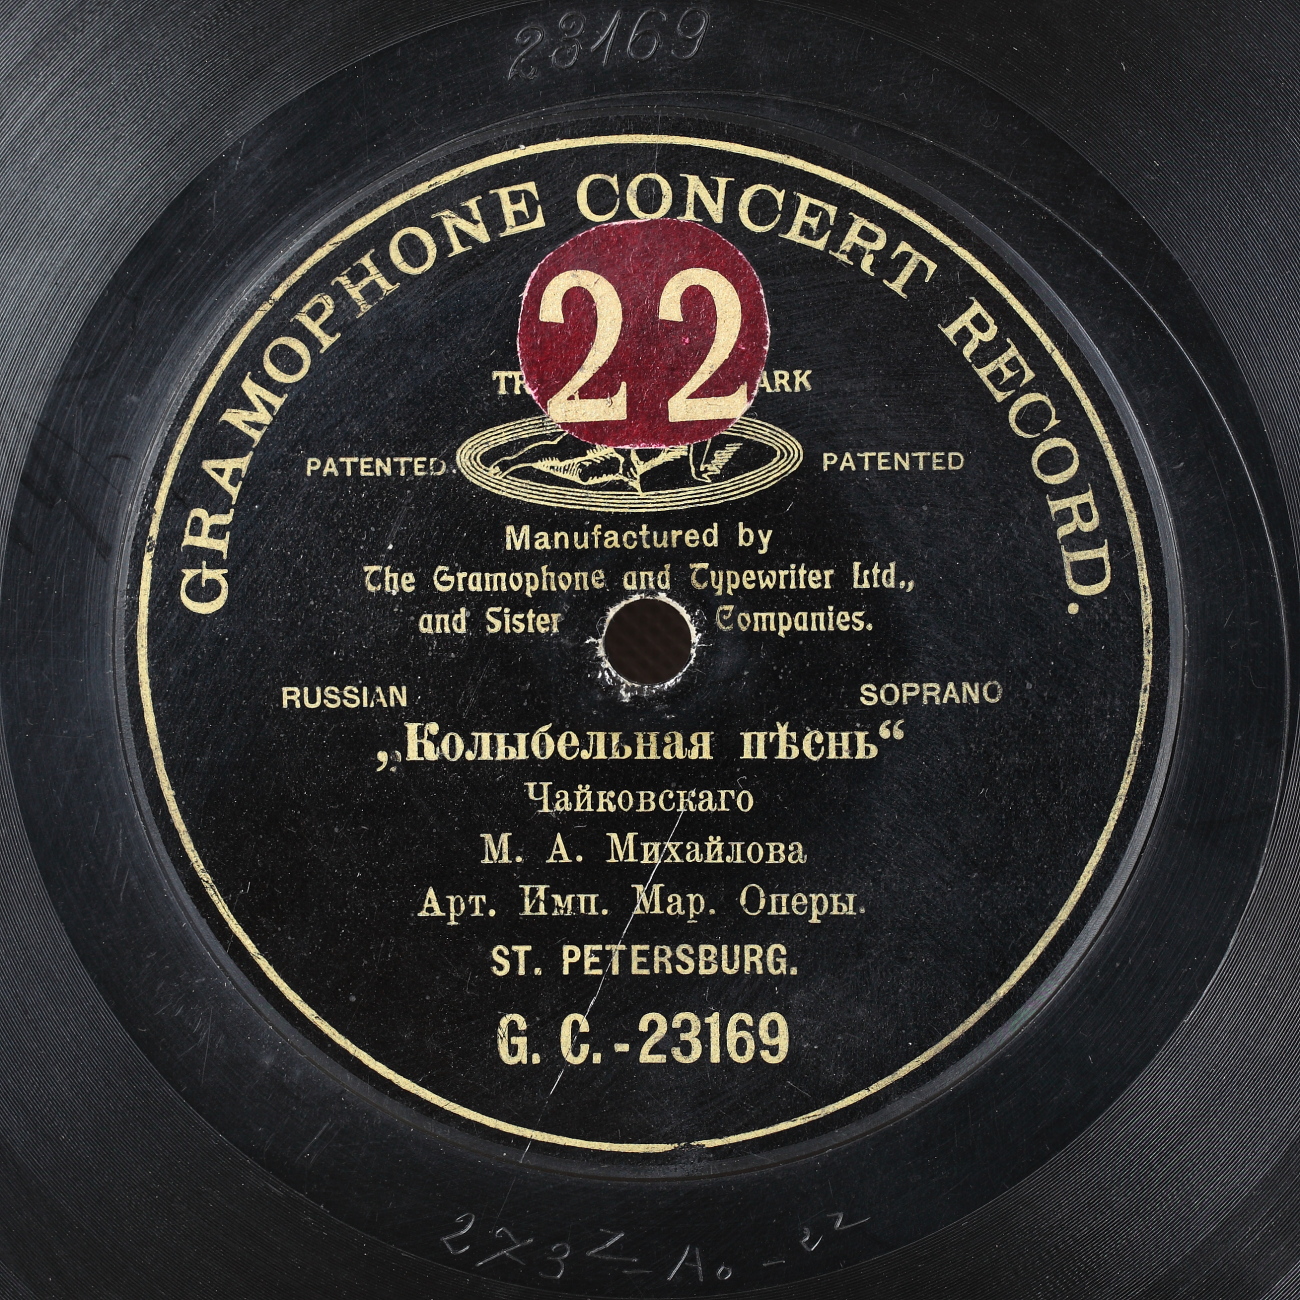 23169
GRAMOPHONE CONCERT RECORD.
22
PATENTED. PATENTED
Manufactured by
The Gramophone and Typewriter Ltd.,
and Sister Companies.
RUSSIAN SOPRANO
„Колыбельная пѣснь“
Чайковскаго
М. А. Михайлова
Арт. Имп. Мар. Оперы.
ST. PETERSBURG.
G. C.-23169